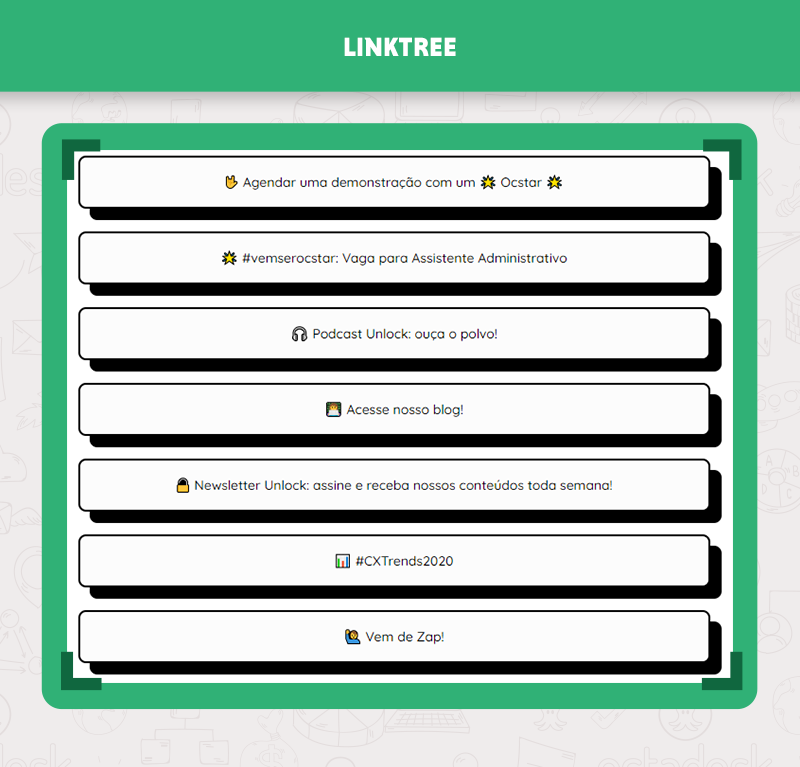 LINKTREE
🤟 Agendar uma demonstração com um 🌟 Ocstar 🌟
🌟 #vemserocstar: Vaga para Assistente Administrativo
🎧 Podcast Unlock: ouça o polvo!
👨‍💻 Acesse nosso blog!
🔒 Newsletter Unlock: assine e receba nossos conteúdos toda semana!
📊 #CXTrends2020
🙋 Vem de Zap!